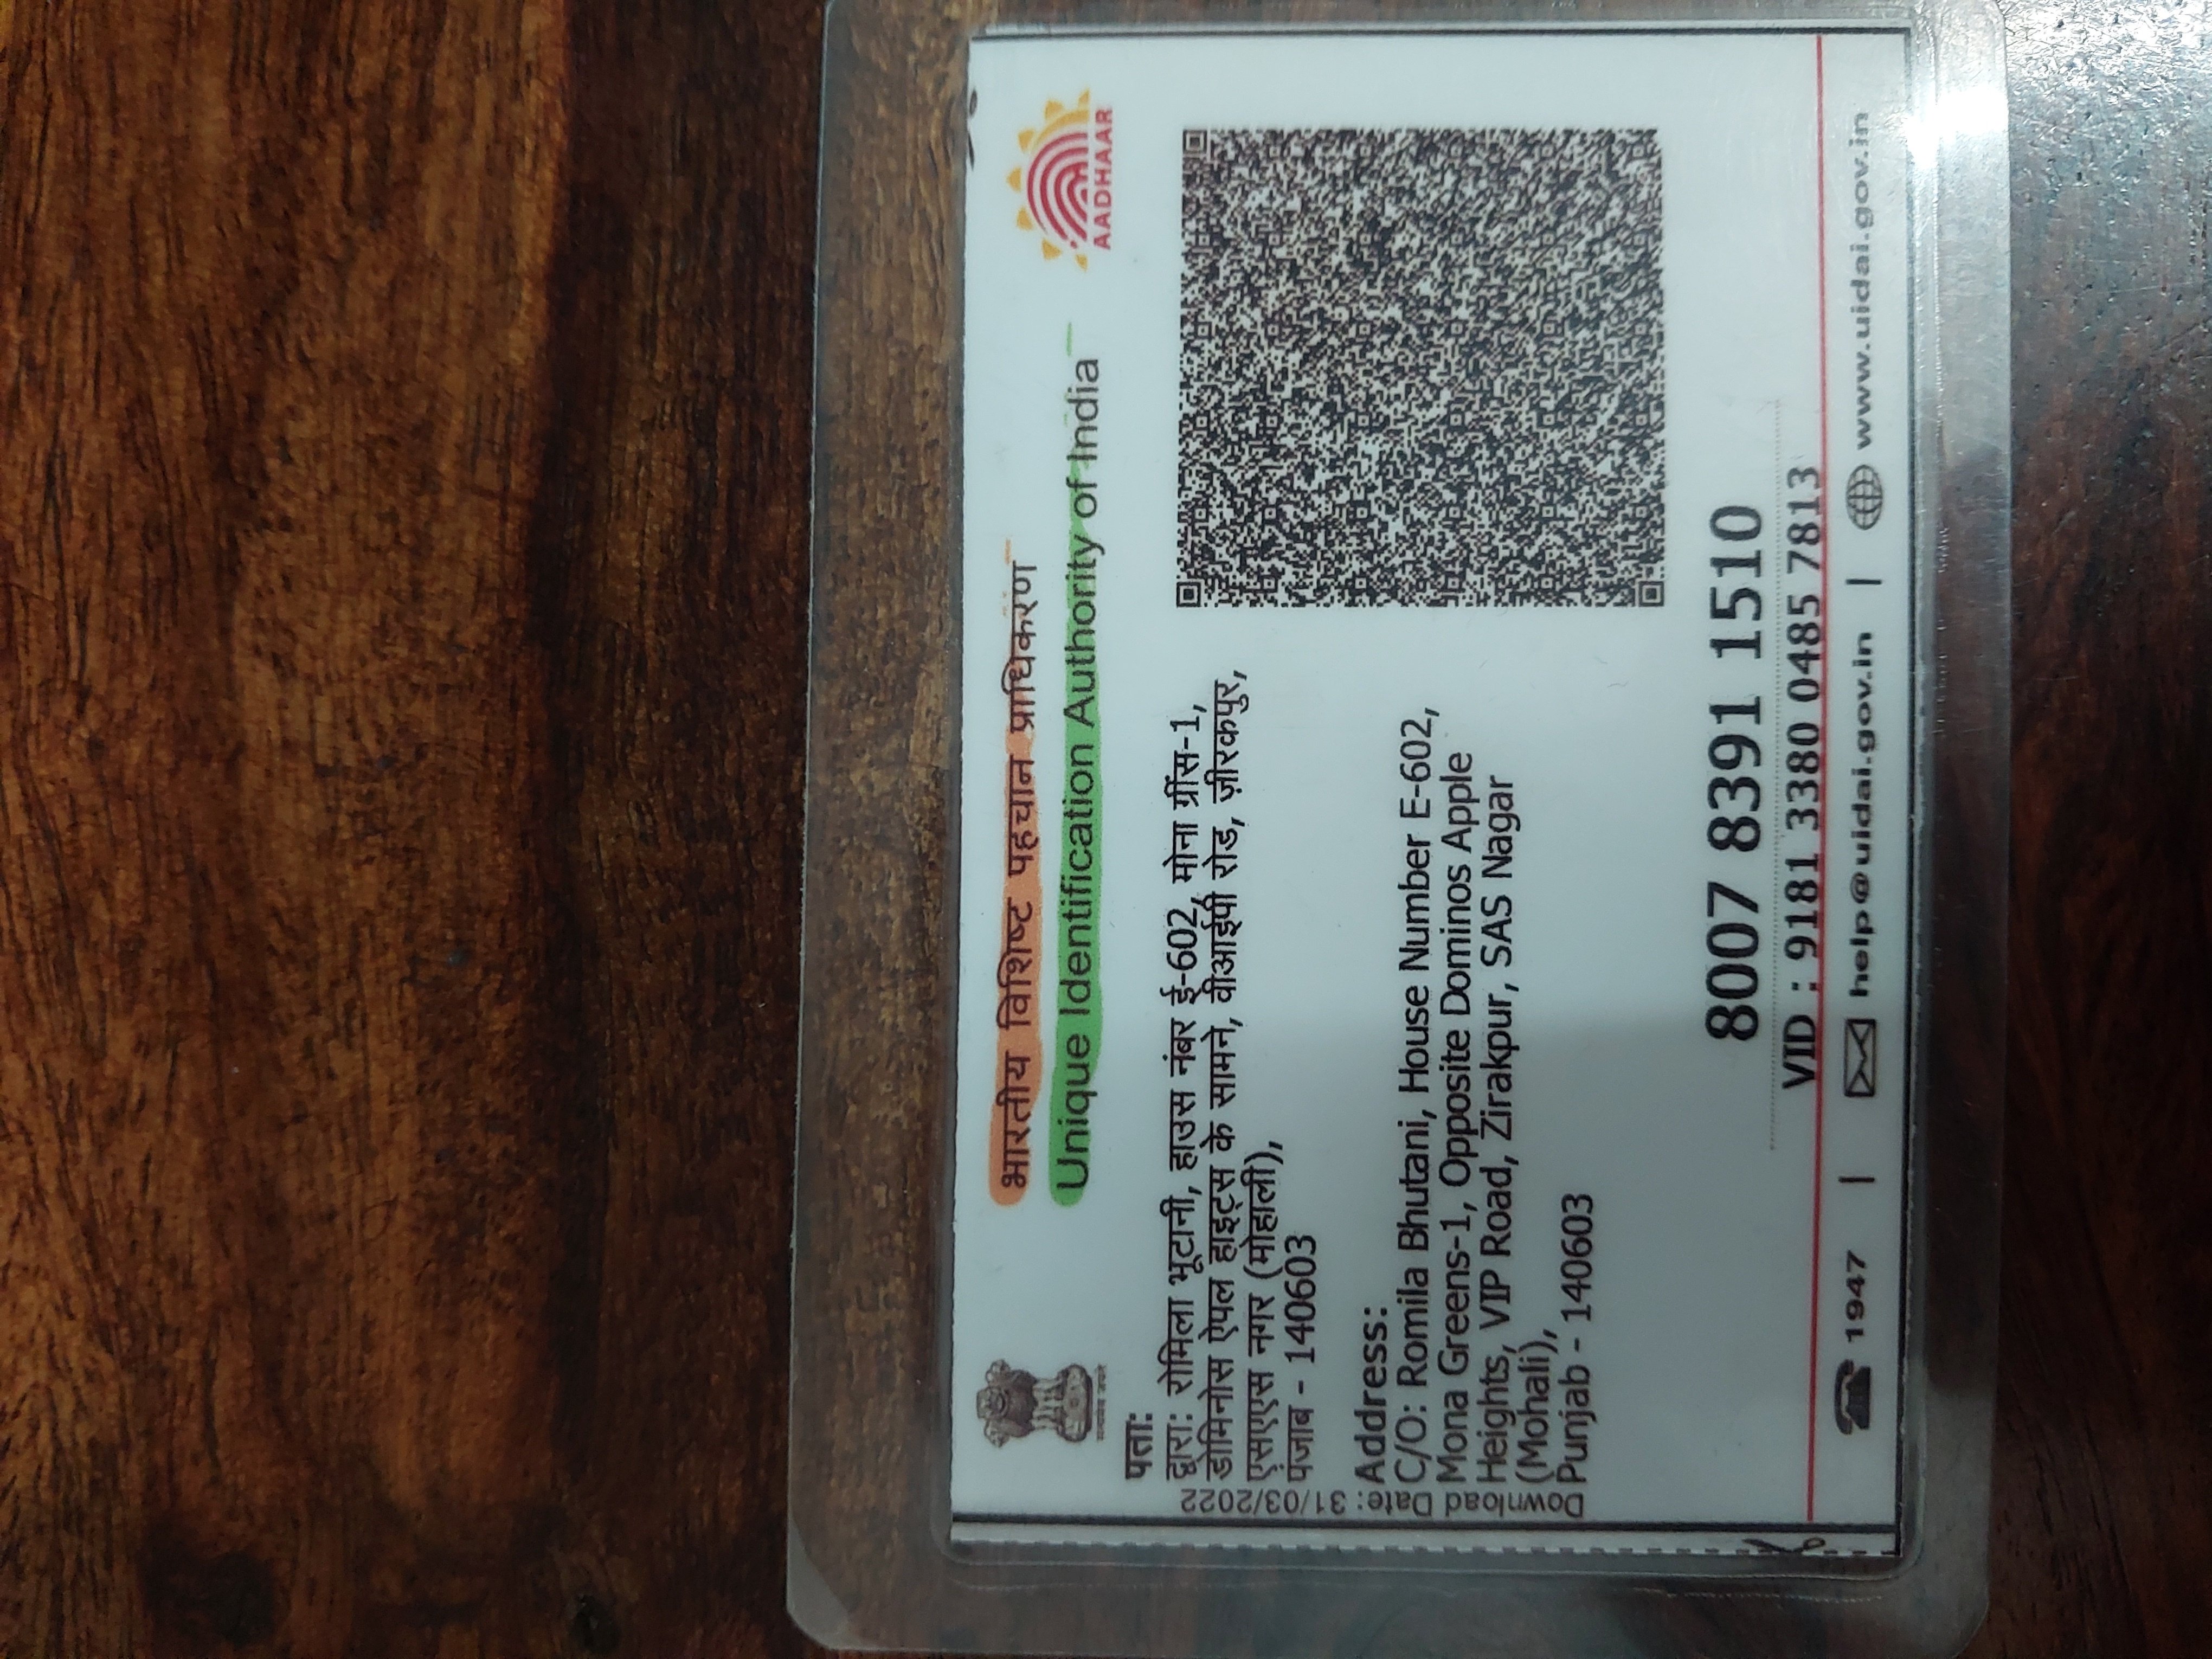 भारतीय विशिष्ट पहचान प्राधिकरण
Unique Identification Authority of India
AADHAAR
पता:
द्वारा: रोमिला भूटानी, हाउस नंबर ई-602, मोना ग्रींस-1,
डोमिनोस ऐपल हाइट्स के सामने, वीआईपी रोड, ज़ीरकपुर,
एसएएस नगर (मोहाली),
पंजाब - 140603
Address:
C/O: Romila Bhutani, House Number E-602,
Mona Greens-1, Opposite Dominos Apple
Heights, VIP Road, Zirakpur, SAS Nagar
(Mohali),
Punjab - 140603
Download Date: 31/03/2022
8007 8391 1510
VID : 9181 3380 0485 7813
1947 | help@uidai.gov.in | www.uidai.gov.in